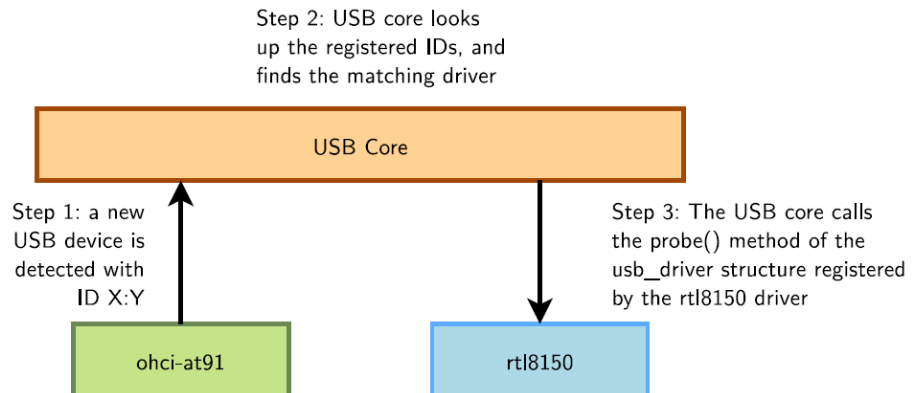 Step 2: USB core looks
up the registered IDs, and
finds the matching driver
USB Core
Step 1: a new
USB device is
detected with
ID X:Y
Step 3: The USB core calls
the probe() method of the
usb_driver structure registered
by the rtl8150 driver
ohci-at91
rtl8150